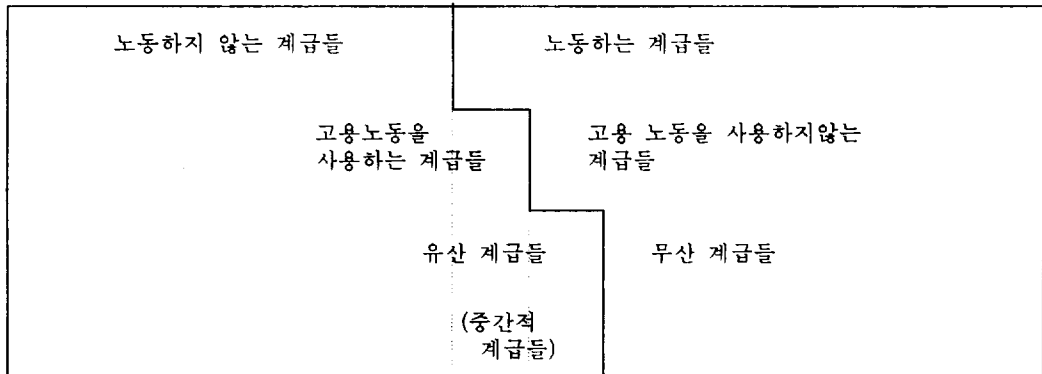 노동하지 않는 계급들
노동하는 계급들
고용노동을
사용하는 계급들
고용 노동을 사용하지않는
계급들
유산 계급들
무산 계급들
(중간적
계급들)